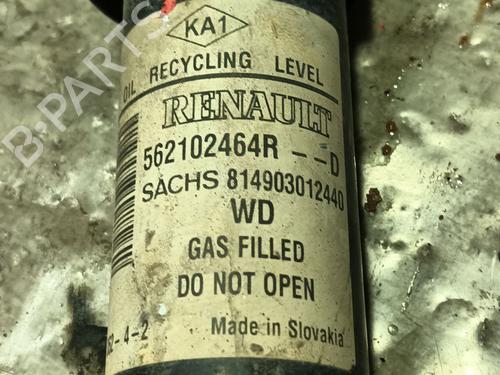 KA1
OIL RECYCLING LEVEL
RENAULT
562102464R --D
SACHS 814903012440
WD
GAS FILLED
DO NOT OPEN
Made in Slovakia
B-PARTS